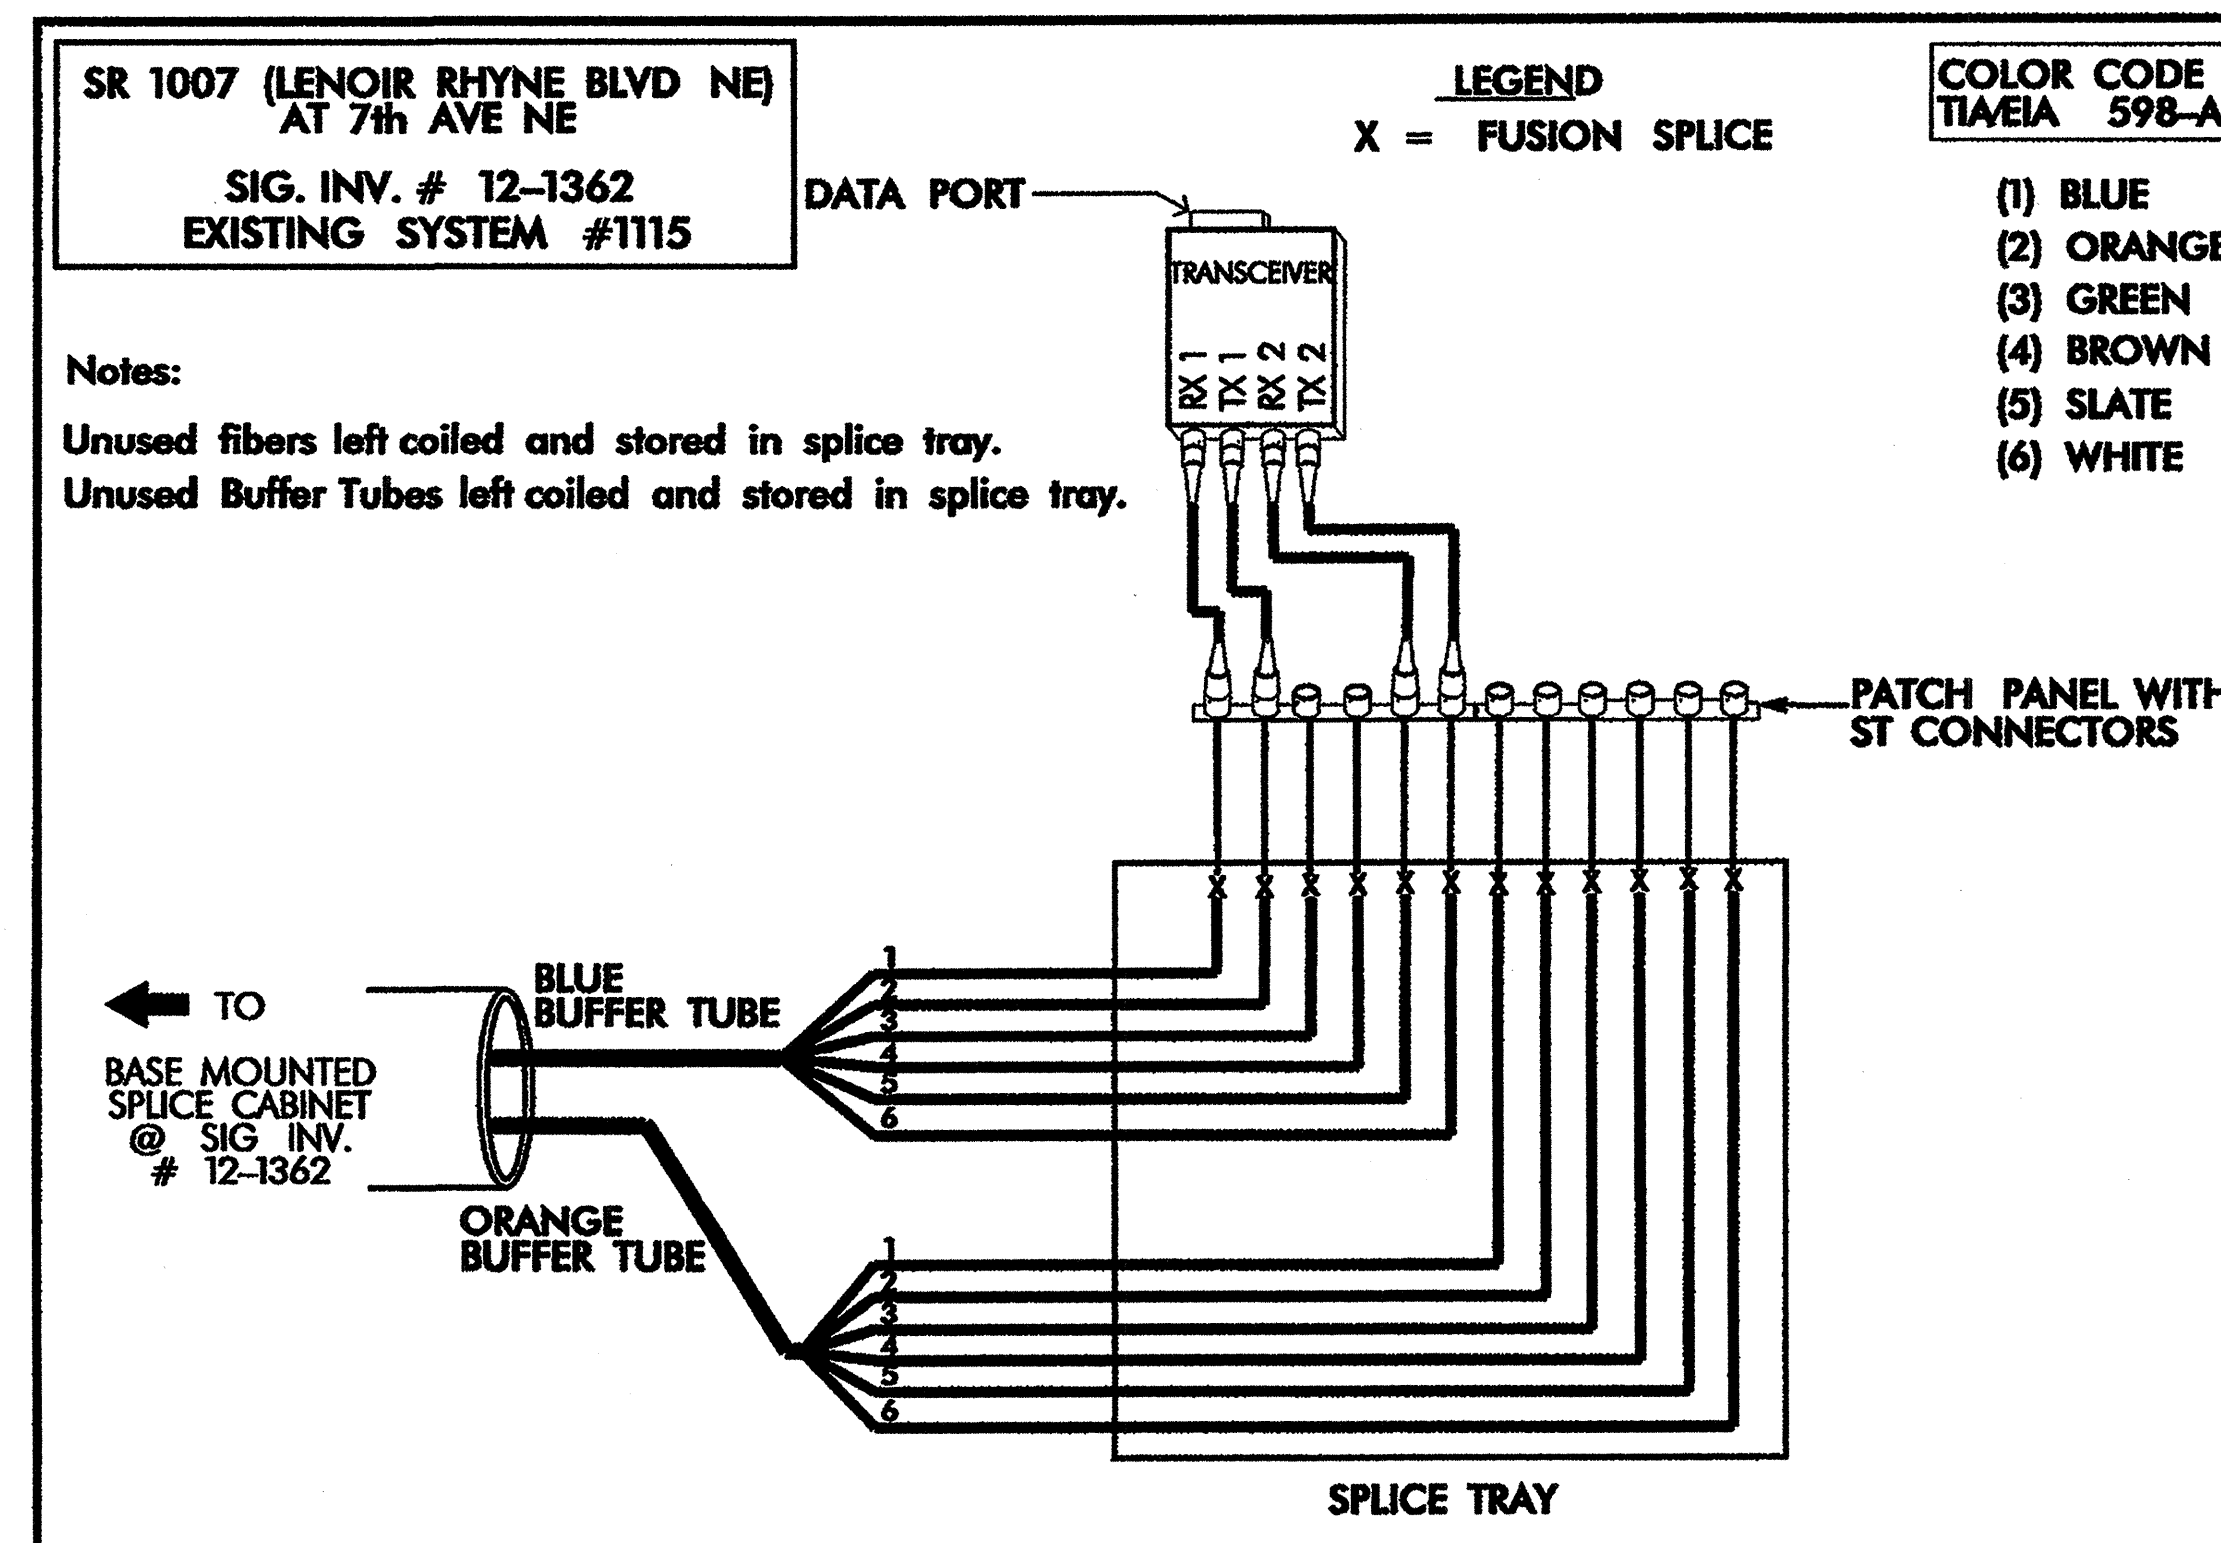 SR 1007 (LENOIR RHYNE BLVD NE)
AT 7th AVE NE
SIG. INV. # 12-1362
EXISTING SYSTEM #1115
LEGEND
X = FUSION SPLICE
COLOR CODE
TIA/EIA 598-A
(1) BLUE
(2) ORANGE
(3) GREEN
(4) BROWN
(5) SLATE
(6) WHITE
DATA PORT
TRANSCEIVER
RX 1
TX 1
RX 2
TX 2
Notes:
Unused fibers left coiled and stored in splice tray.
Unused Buffer Tubes left coiled and stored in splice tray.
PATCH PANEL WITH
ST CONNECTORS
X X X X X X X X X X X X
BLUE
BUFFER TUBE
1
2
3
4
5
6
TO
BASE MOUNTED
SPLICE CABINET
@ SIG INV.
# 12-1362
ORANGE
BUFFER TUBE
1
2
3
4
5
6
SPLICE TRAY